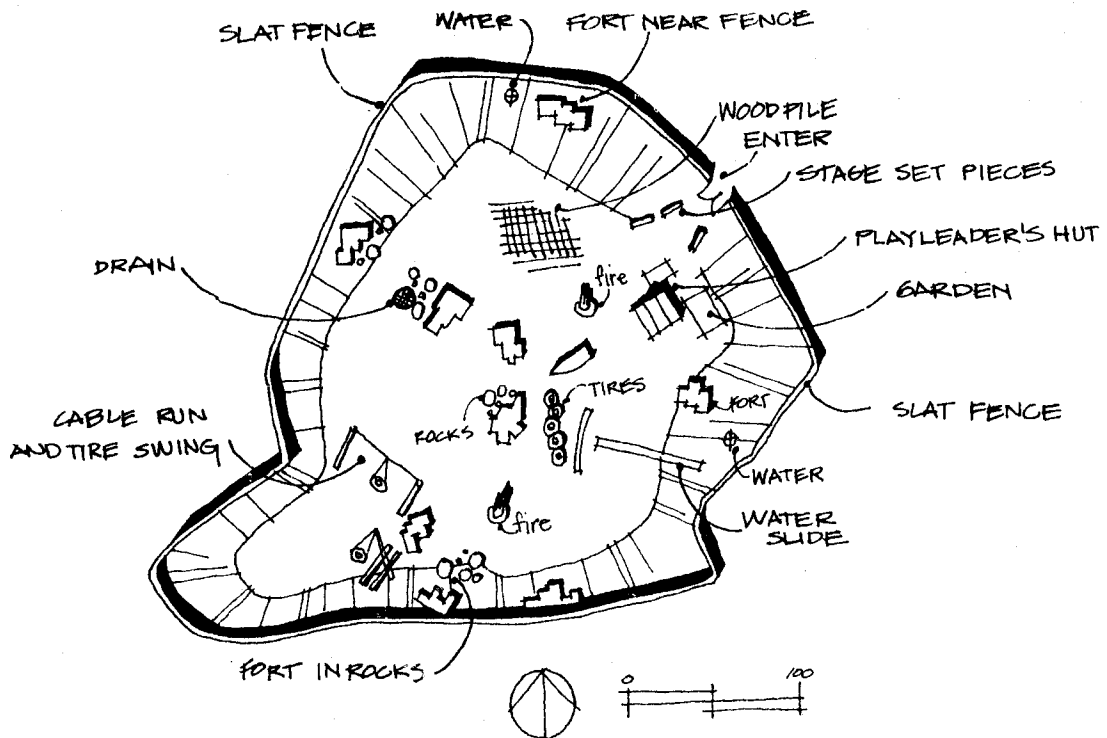 SLAT FENCE
WATER
FORT NEAR FENCE
WOODPILE
ENTER
STAGE SET PIECES
PLAYLEADER'S HUT
DRAIN
fire
GARDEN
TIRES
FORT
SLAT FENCE
CABLE RUN
AND TIRE SWING
ROCKS
WATER
fire
WATER
SLIDE
FORT IN ROCKS
0
100